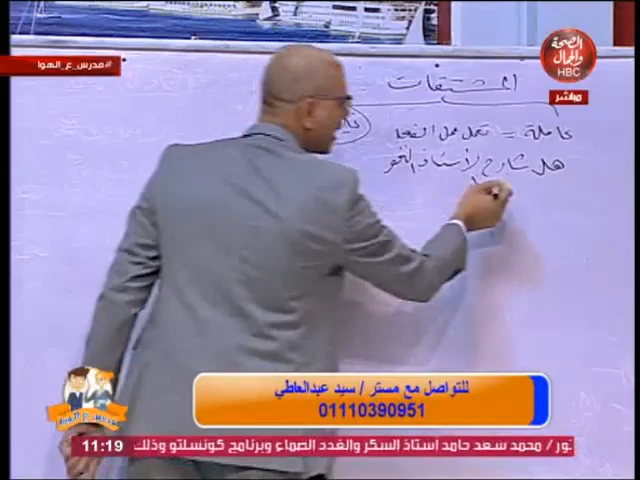 الصحة
والجمال
HBC
مباشر
#مدرس_ع_الهوا
المشتقات
عاملة = تعمل عمل الفعل
هل شارح الأستاذ النحو
للتواصل مع مستر / سيد عبدالعاطي
01110390951
11:19
تور/ محمد سعد حامد استاذ السكر والغدد الصماء وبرنامج كونسلتو وذلك